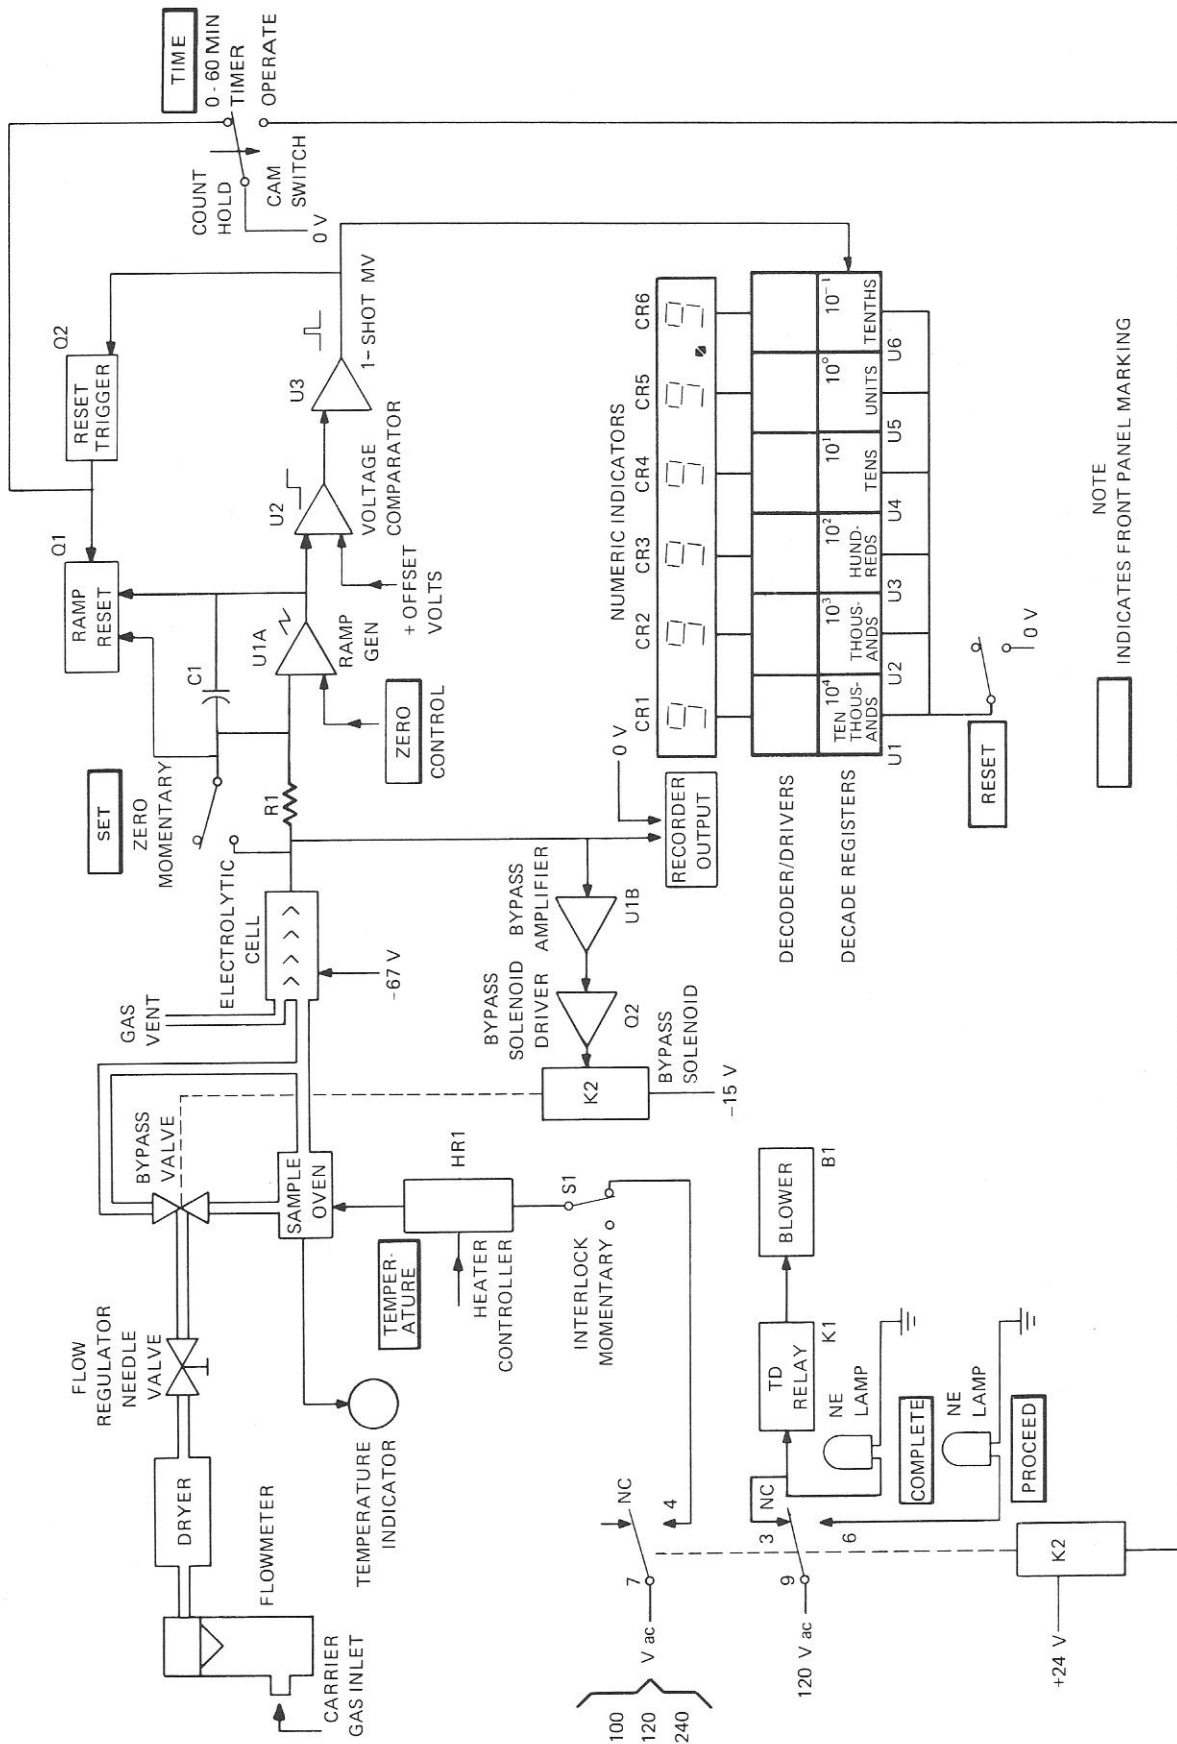 CARRIER
GAS INLET
FLOWMETER
DRYER
FLOW
REGULATOR
NEEDLE
VALVE
BYPASS
VALVE
TEMPERATURE
INDICATOR
SAMPLE
OVEN
GAS
VENT
ELECTROLYTIC
CELL
-67 V
TEMPER-
ATURE
HR1
HEATER
CONTROLLER
S1
INTERLOCK
MOMENTARY
SET
ZERO
MOMENTARY
R1
C1
ZERO
CONTROL
U1A
RAMP
GEN
RAMP
RESET
Q1
RESET
TRIGGER
Q2
+ OFFSET
VOLTS
U2
VOLTAGE
COMPARATOR
U3
1- SHOT MV
COUNT
HOLD
CAM
SWITCH
0 V
TIME
0 - 60 MIN
TIMER
OPERATE
BYPASS
SOLENOID
DRIVER
BYPASS
AMPLIFIER
U1B
Q2
K2
BYPASS
SOLENOID
-15 V
RECORDER
OUTPUT
0 V
NUMERIC INDICATORS
CR1 CR2 CR3 CR4 CR5 CR6
DECODER/DRIVERS
DECADE REGISTERS
10⁴ 10³ 10² 10¹ 10⁰ 10⁻¹
TEN
THOUS-
ANDS
THOUS-
ANDS
HUND-
REDS
TENS
UNITS
TENTHS
U1 U2 U3 U4 U5 U6
RESET
0 V
100
120
240
V ac
7
NC
4
120 V ac
9
3
NC
6
TD
RELAY
K1
BLOWER
B1
NE
LAMP
COMPLETE
NE
LAMP
PROCEED
+24 V
K2
NOTE
INDICATES FRONT PANEL MARKING